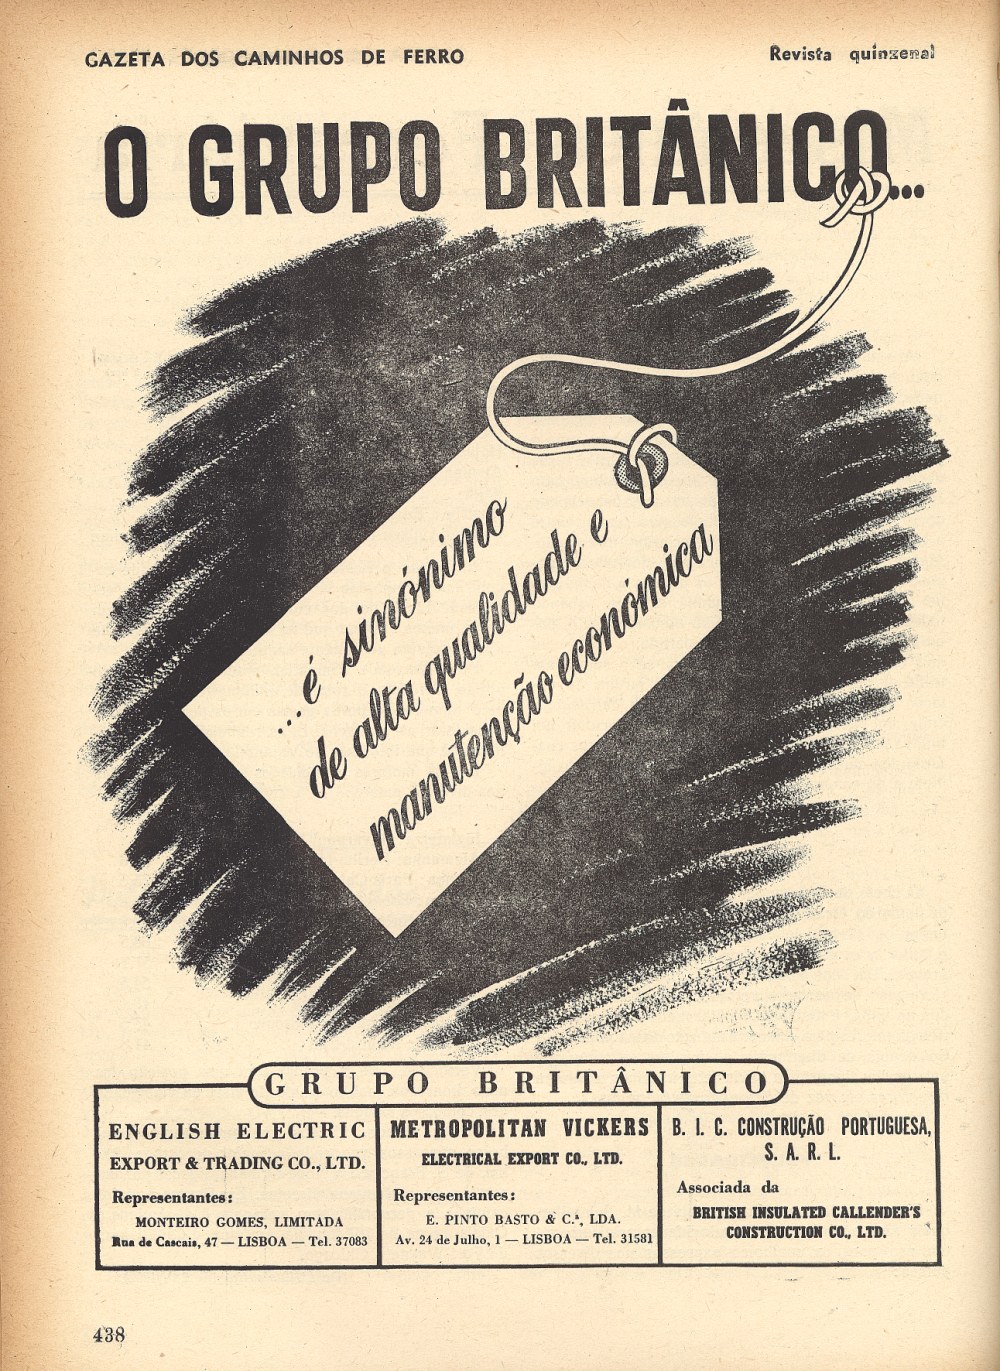 GAZETA DOS CAMINHOS DE FERRO
Revista quinzenal
O GRUPO BRITÂNICO...
...é sinónimo
de alta qualidade e
manutenção económica
GRUPO BRITÂNICO
ENGLISH ELECTRIC
EXPORT & TRADING CO., LTD.
Representantes:
MONTEIRO GOMES, LIMITADA
Rua de Cascais, 47 — LISBOA — Tel. 37083
METROPOLITAN VICKERS
ELECTRICAL EXPORT CO., LTD.
Representantes:
E. PINTO BASTO & C.ª, LDA.
Av. 24 de Julho, 1 — LISBOA — Tel. 31581
B. I. C. CONSTRUÇÃO PORTUGUESA,
S. A. R. L.
Associada da
BRITISH INSULATED CALLENDER'S
CONSTRUCTION CO., LTD.
438